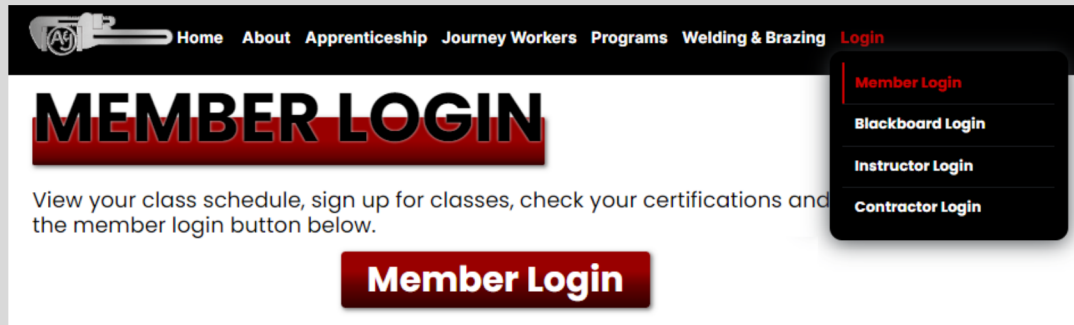 A&J
Home About Apprenticeship Journey Workers Programs Welding & Brazing Login
Member Login
Blackboard Login
Instructor Login
Contractor Login
MEMBER LOGIN
View your class schedule, sign up for classes, check your certifications and
the member login button below.
Member Login